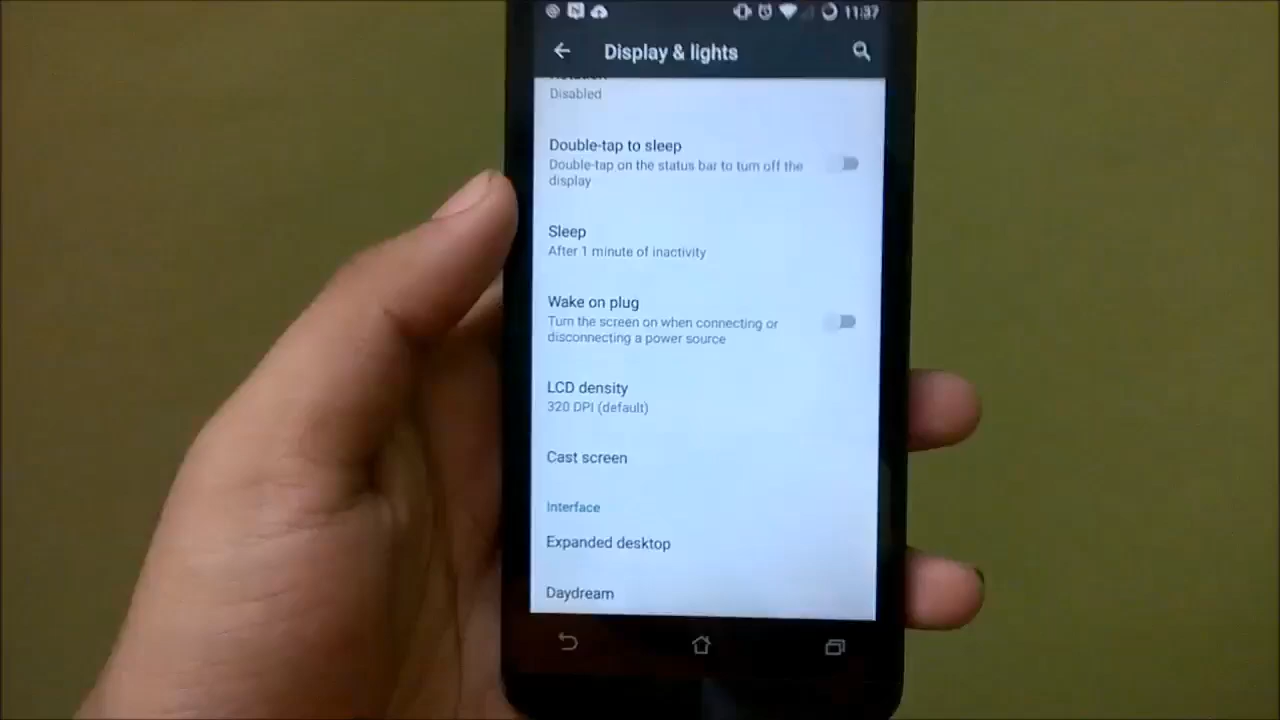 11:37
Display & lights
Rotation
Disabled
Double-tap to sleep
Double-tap on the status bar to turn off the
display
Sleep
After 1 minute of inactivity
Wake on plug
Turn the screen on when connecting or
disconnecting a power source
LCD density
320 DPI (default)
Cast screen
Interface
Expanded desktop
Daydream